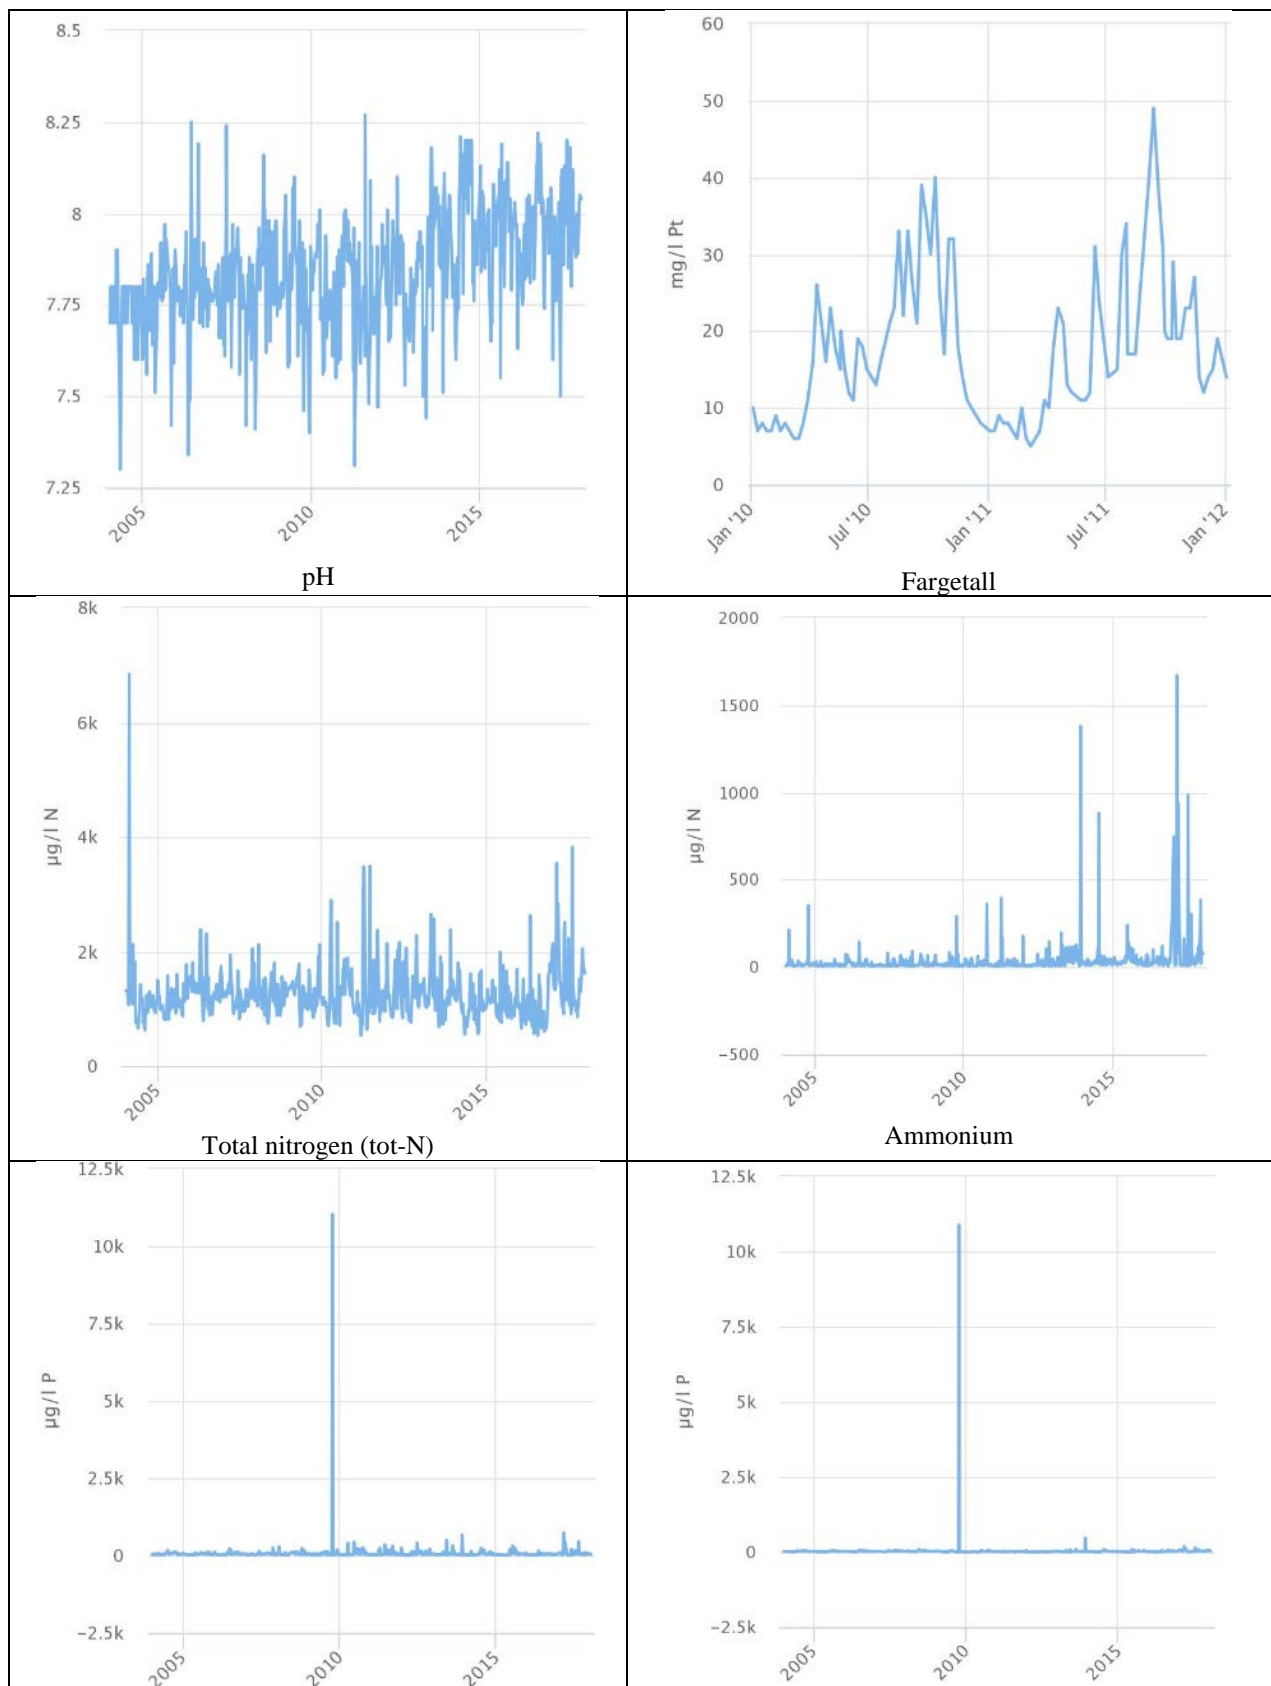 8.5
8.25
8
7.75
7.5
7.25
2005
2010
2015
pH
60
50
40
30
20
10
0
mg/l Pt
Jan '10
Jul '10
Jan '11
Jul '11
Jan '12
Fargetall
8k
6k
4k
2k
0
µg/l N
2005
2010
2015
Total nitrogen (tot-N)
2000
1500
1000
500
0
−500
µg/l N
2005
2010
2015
Ammonium
12.5k
10k
7.5k
5k
2.5k
0
−2.5k
µg/l P
2005
2010
2015
12.5k
10k
7.5k
5k
2.5k
0
−2.5k
µg/l P
2005
2010
2015